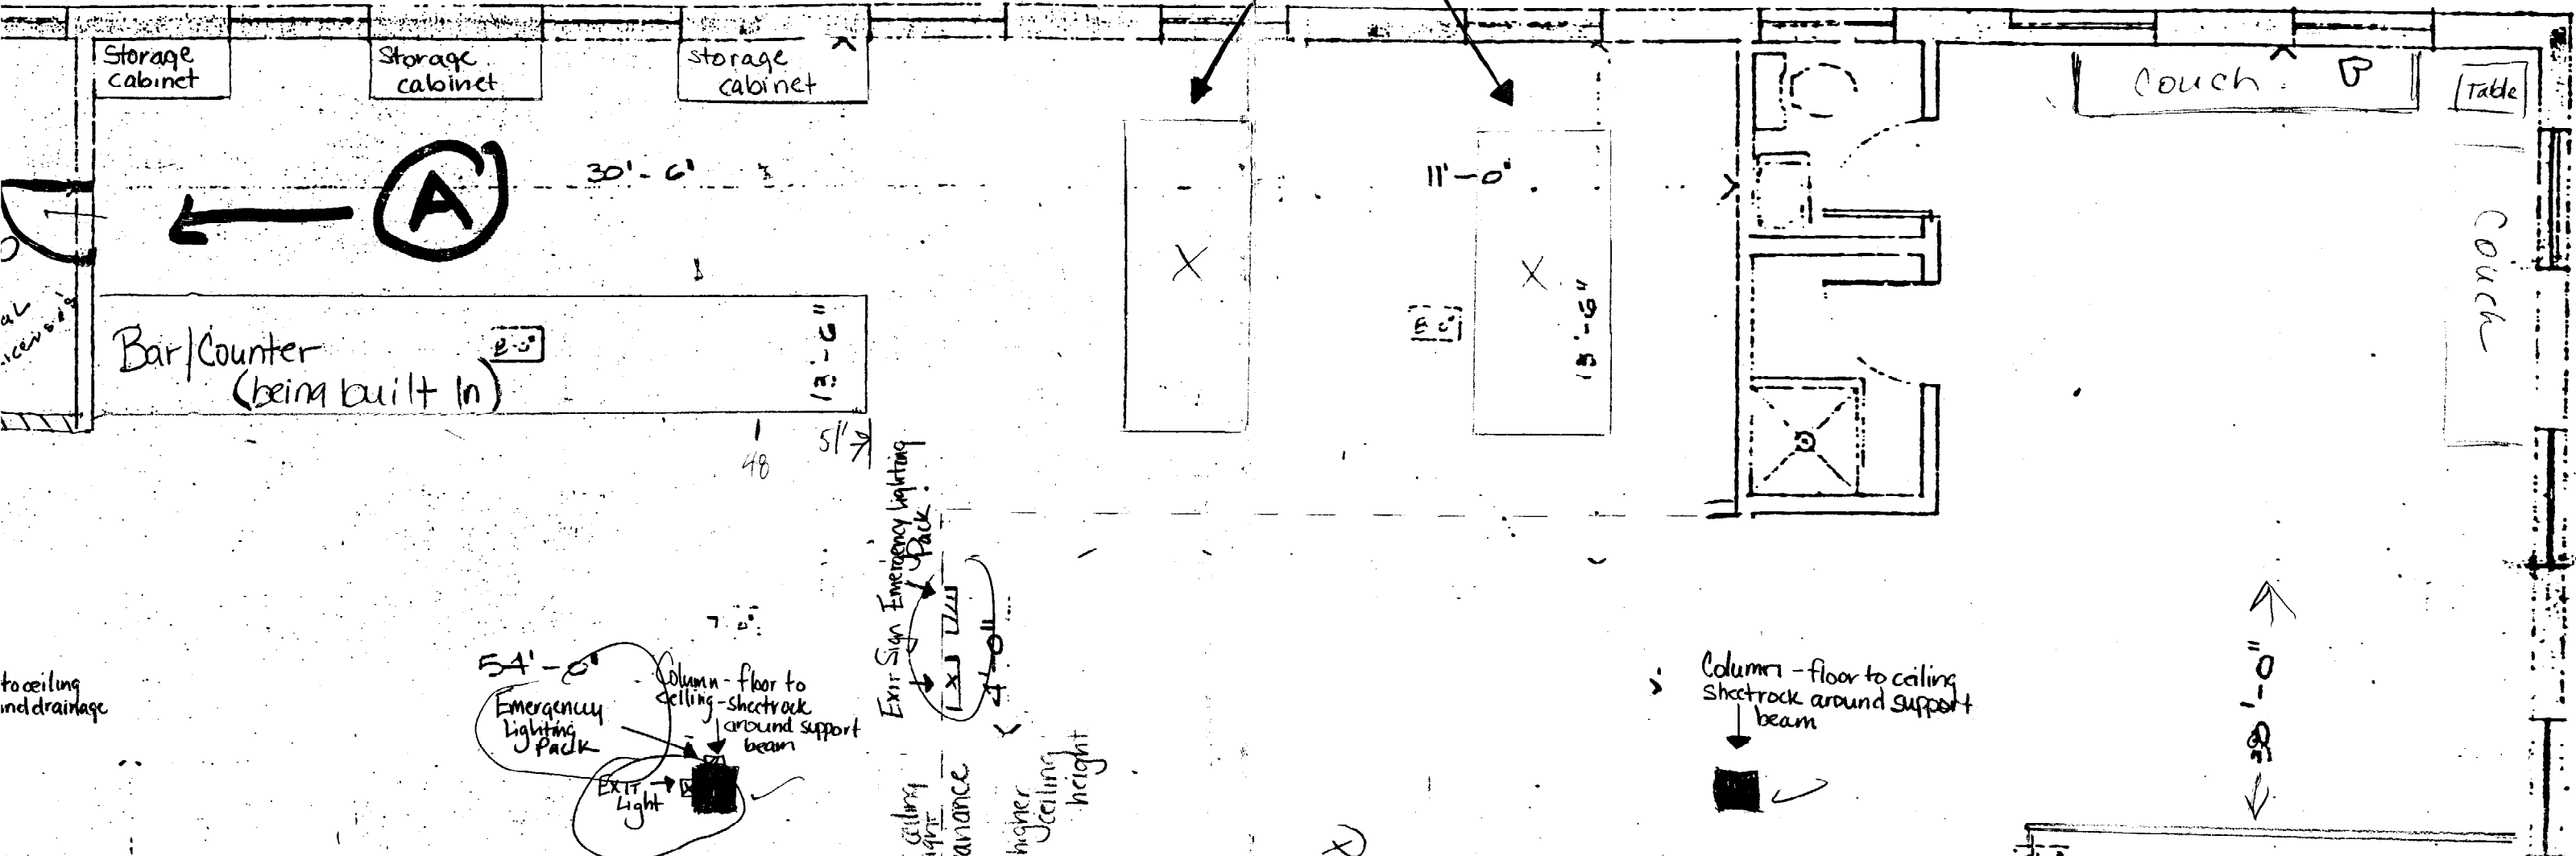 Storage
cabinet
Storage
cabinet
Storage
cabinet
Couch
B
Table
A
30'-6"
11'-0"
X
X
Couch
13'-6"
Bar/Counter
(being built in)
13'-6"
48
51"
Exit Sign Emergency Lighting
Pack
X
4'-0"
54'-0"
Emergency
Lighting
Pack
Column - floor to
ceiling - sheetrock
around support
beam
Exit
Light
X
to ceiling
and drainage
ceiling
higher
ceiling
height
Column - floor to ceiling
sheetrock around support
beam
X